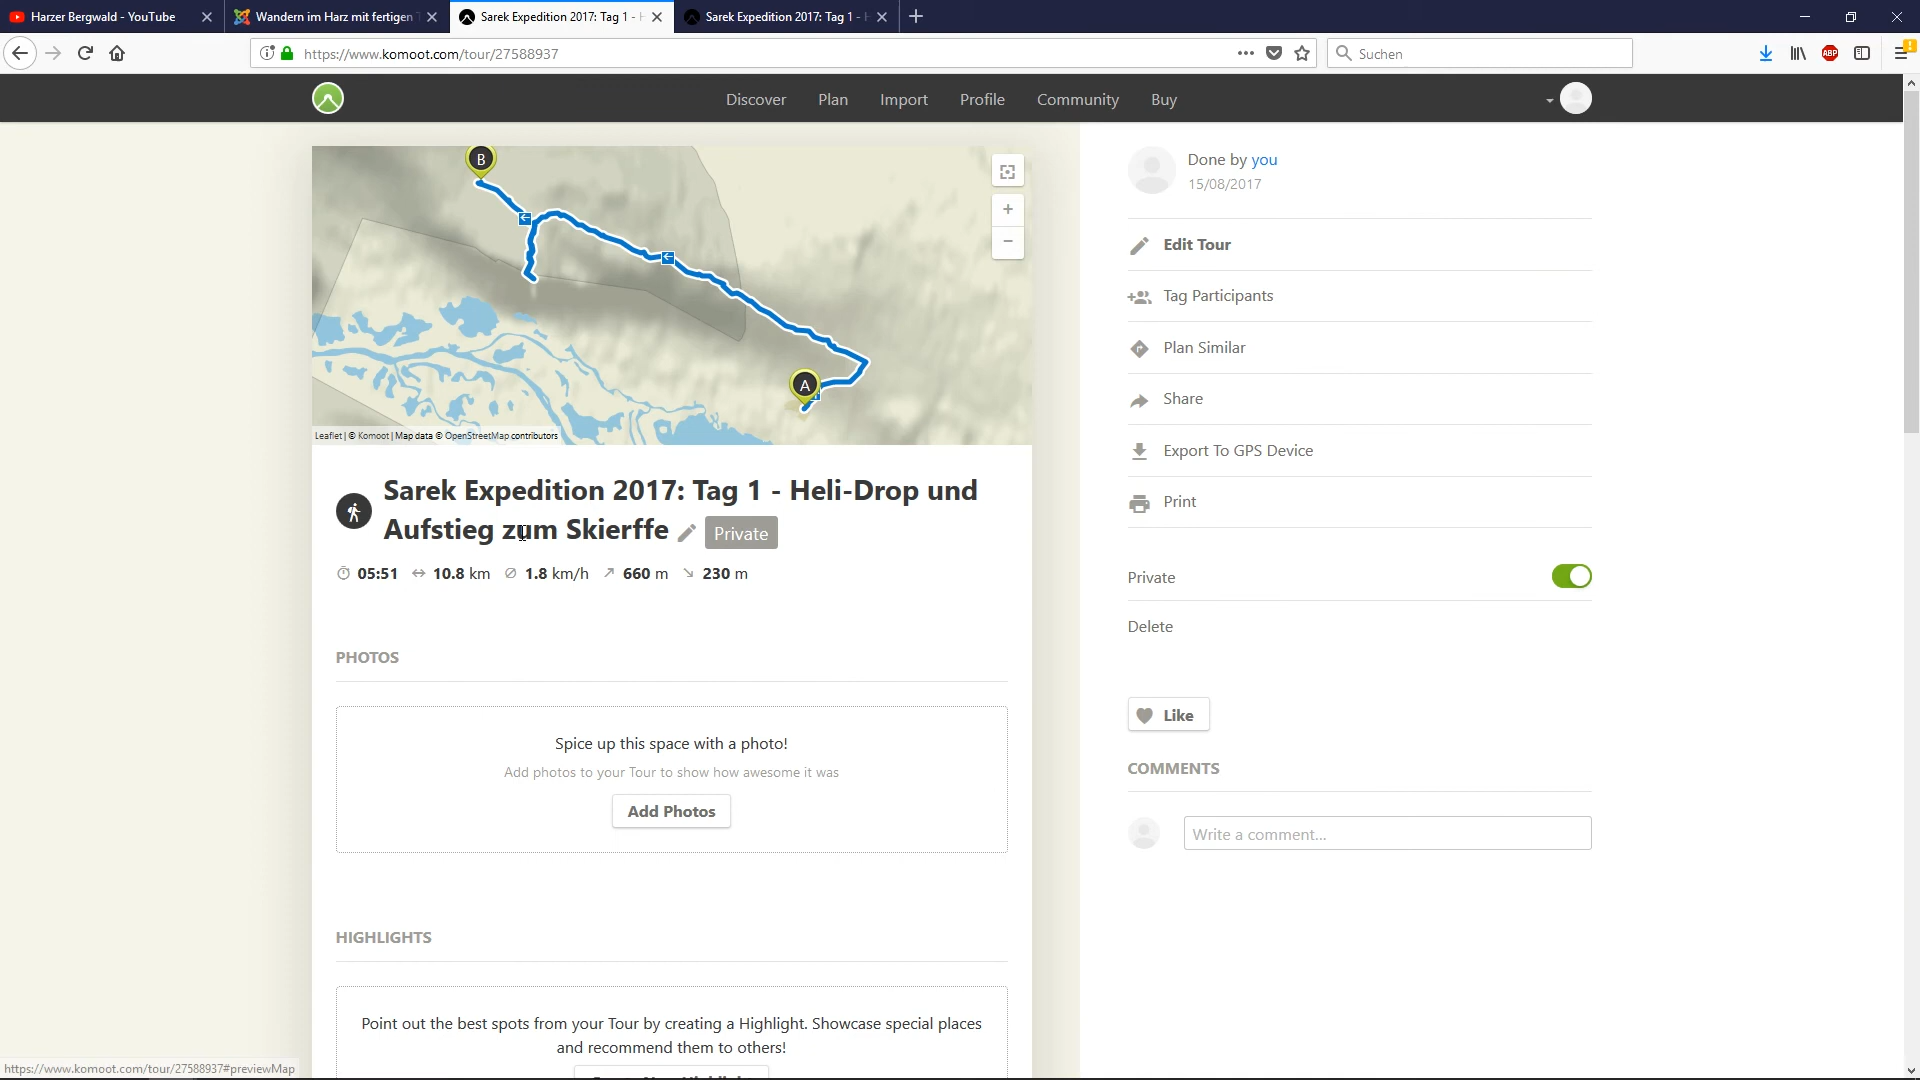 Harzer Bergwald - YouTube
Wandern im Harz mit fertigen
Sarek Expedition 2017: Tag 1 -
Sarek Expedition 2017: Tag 1 -
https://www.komoot.com/tour/27588937
Suchen
ABP
Discover
Plan
Import
Profile
Community
Buy
B
A
+
−
Leaflet | © Komoot | Map data © OpenStreetMap contributors
Sarek Expedition 2017: Tag 1 - Heli-Drop und
Aufstieg zum Skierffe
Private
05:51 10.8 km 1.8 km/h 660 m 230 m
PHOTOS
Spice up this space with a photo!
Add photos to your Tour to show how awesome it was
Add Photos
HIGHLIGHTS
Point out the best spots from your Tour by creating a Highlight. Showcase special places
and recommend them to others!
Done by you
15/08/2017
Edit Tour
Tag Participants
Plan Similar
Share
Export To GPS Device
Print
Private
Delete
Like
COMMENTS
Write a comment...
https://www.komoot.com/tour/27588937#previewMap